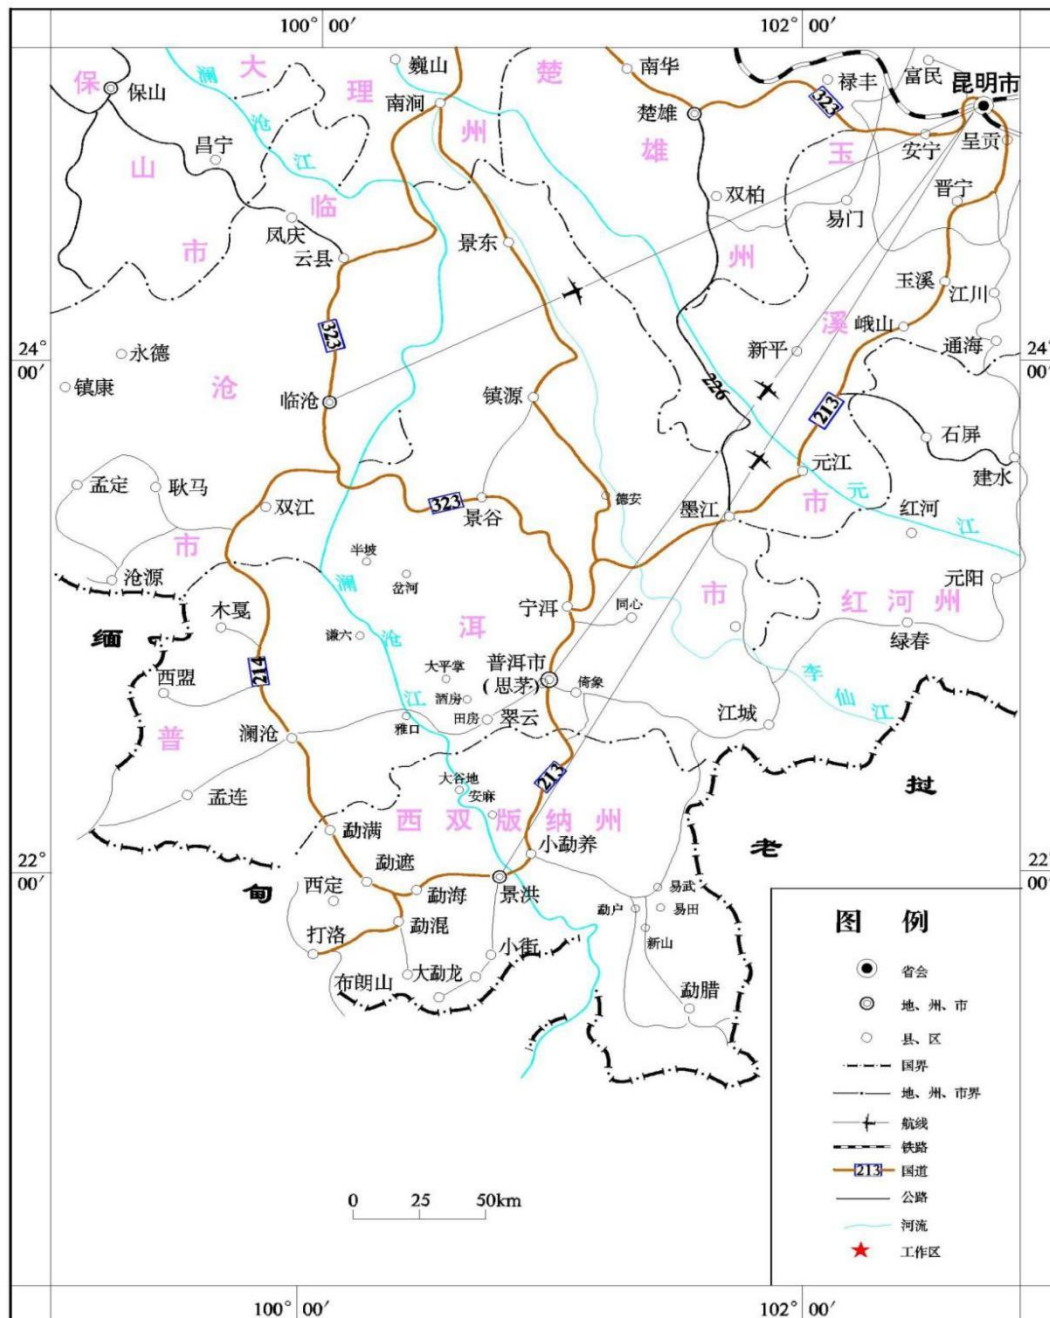 100° 00′
102° 00′
澜
沧
江
大
理
州
巍山
楚
雄
州
南华
禄丰
富民
昆明市
保
山
市
保山
南涧
楚雄
323
玉
安宁
呈贡
昌宁
临
双柏
易门
晋宁
凤庆
云县
景东
玉溪
江川
溪
峨山
通海
323
24°
00′
24°
00′
永德
新平
镇康
沧
临沧
镇源
226
213
石屏
元江
建水
孟定
耿马
双江
323
景谷
德安
墨江
市
元
江
红河
市
半坡
岔河
沧源
澜
沧
江
元阳
缅
木戛
宁洱
同心
市
红 河 州
谦六
洱
绿春
214
大平掌
普洱市
(思茅)
西盟
酒房
倚象
李
仙
江
普
田房
翠云
江城
澜沧
雅口
挝
213
大谷地
安麻
孟连
勐满
西 双 版 纳 州
老
小勐养
22°
00′
22°
00′
勐遮
甸
西定
勐海
景洪
易武
勐户
易田
打洛
勐混
新山
小街
布朗山
大勐龙
勐腊
图 例
省会
地、州、市
县、区
国界
地、州、市界
航线
铁路
213
国道
公路
河流
工作区
0 25 50km
100° 00′
102° 00′